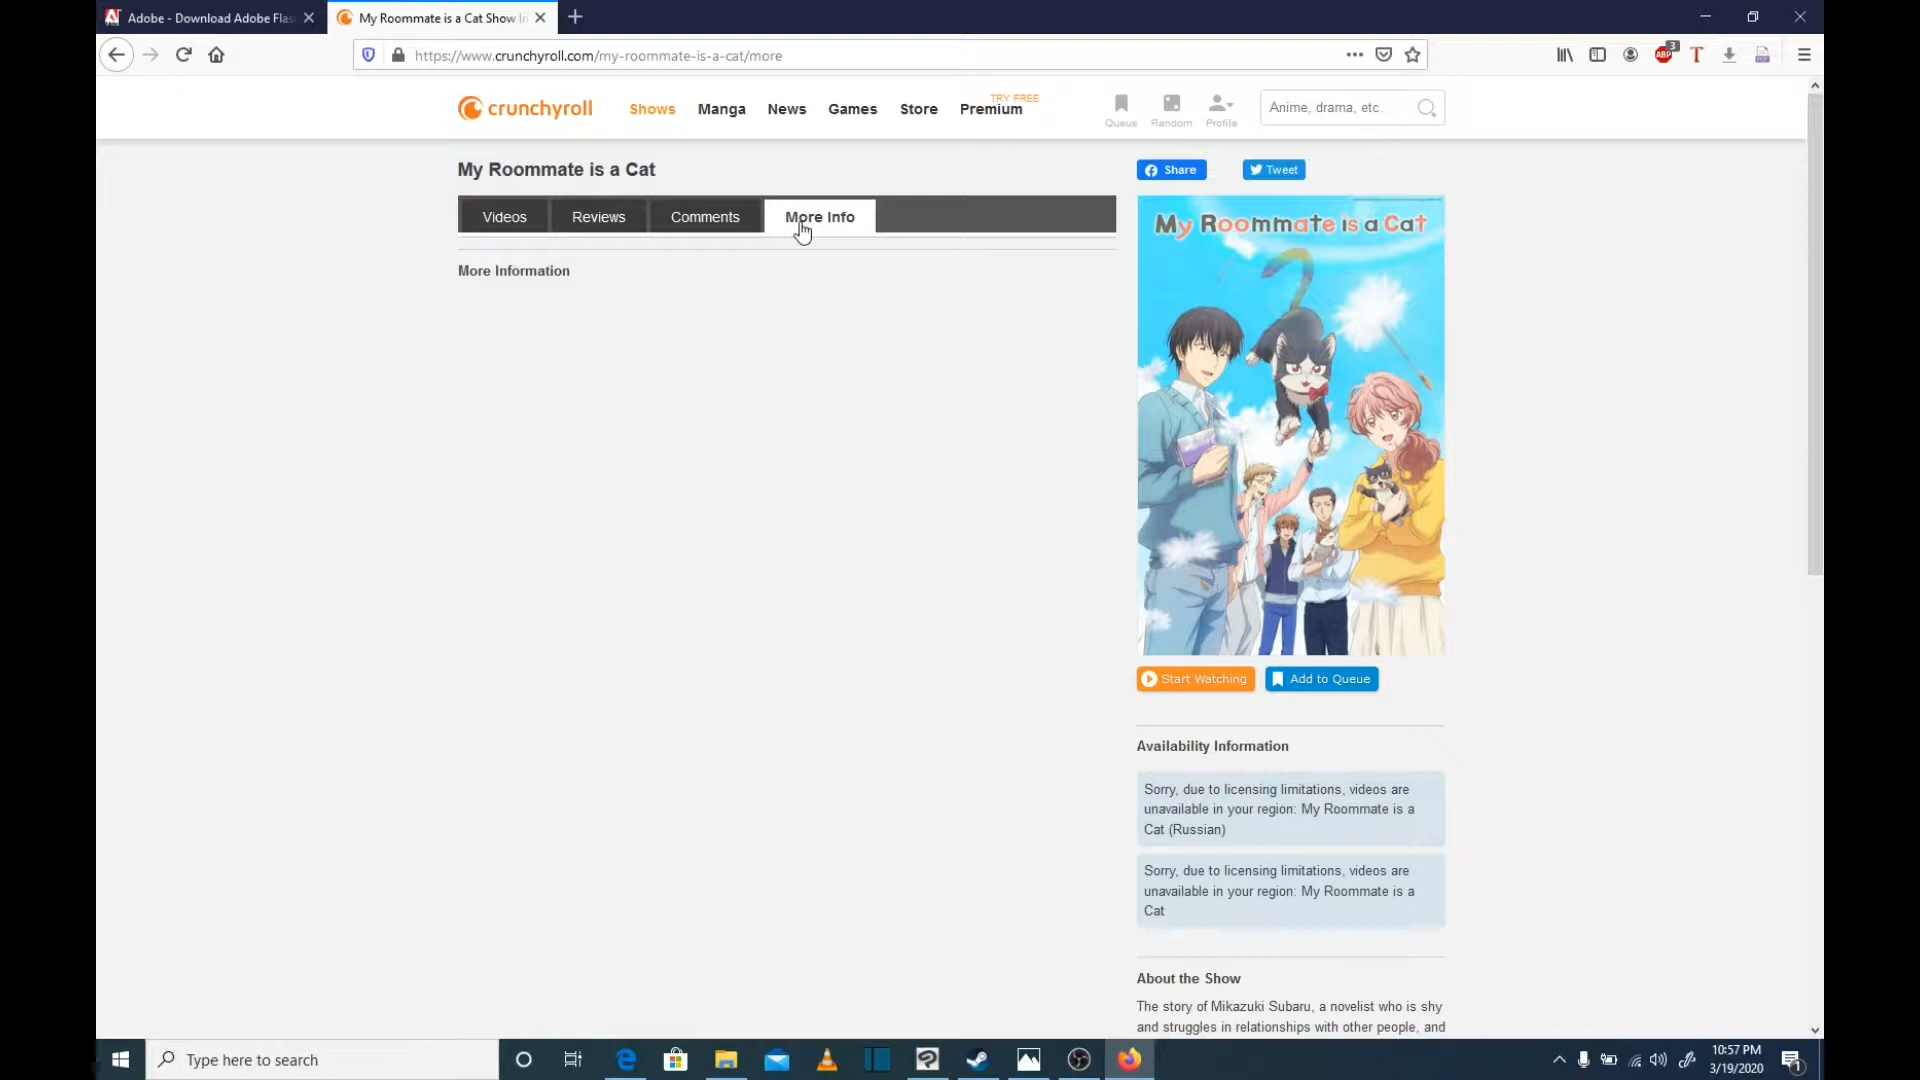 Adobe - Download Adobe Flas
My Roommate is a Cat Show In
https://www.crunchyroll.com/my-roommate-is-a-cat/more
3
ABP
T
crunchyroll
Shows
Manga
News
Games
Store
TRY FREE
Premium
Queue
Random
Profile
Anime, drama, etc.
My Roommate is a Cat
Share
Tweet
Videos
Reviews
Comments
More Info
More Information
My Roommate is a Cat
Start Watching
Add to Queue
Availability Information
Sorry, due to licensing limitations, videos are
unavailable in your region: My Roommate is a
Cat (Russian)
Sorry, due to licensing limitations, videos are
unavailable in your region: My Roommate is a
Cat
About the Show
The story of Mikazuki Subaru, a novelist who is shy
and struggles in relationships with other people, and
Type here to search
10:57 PM
3/19/2020
1